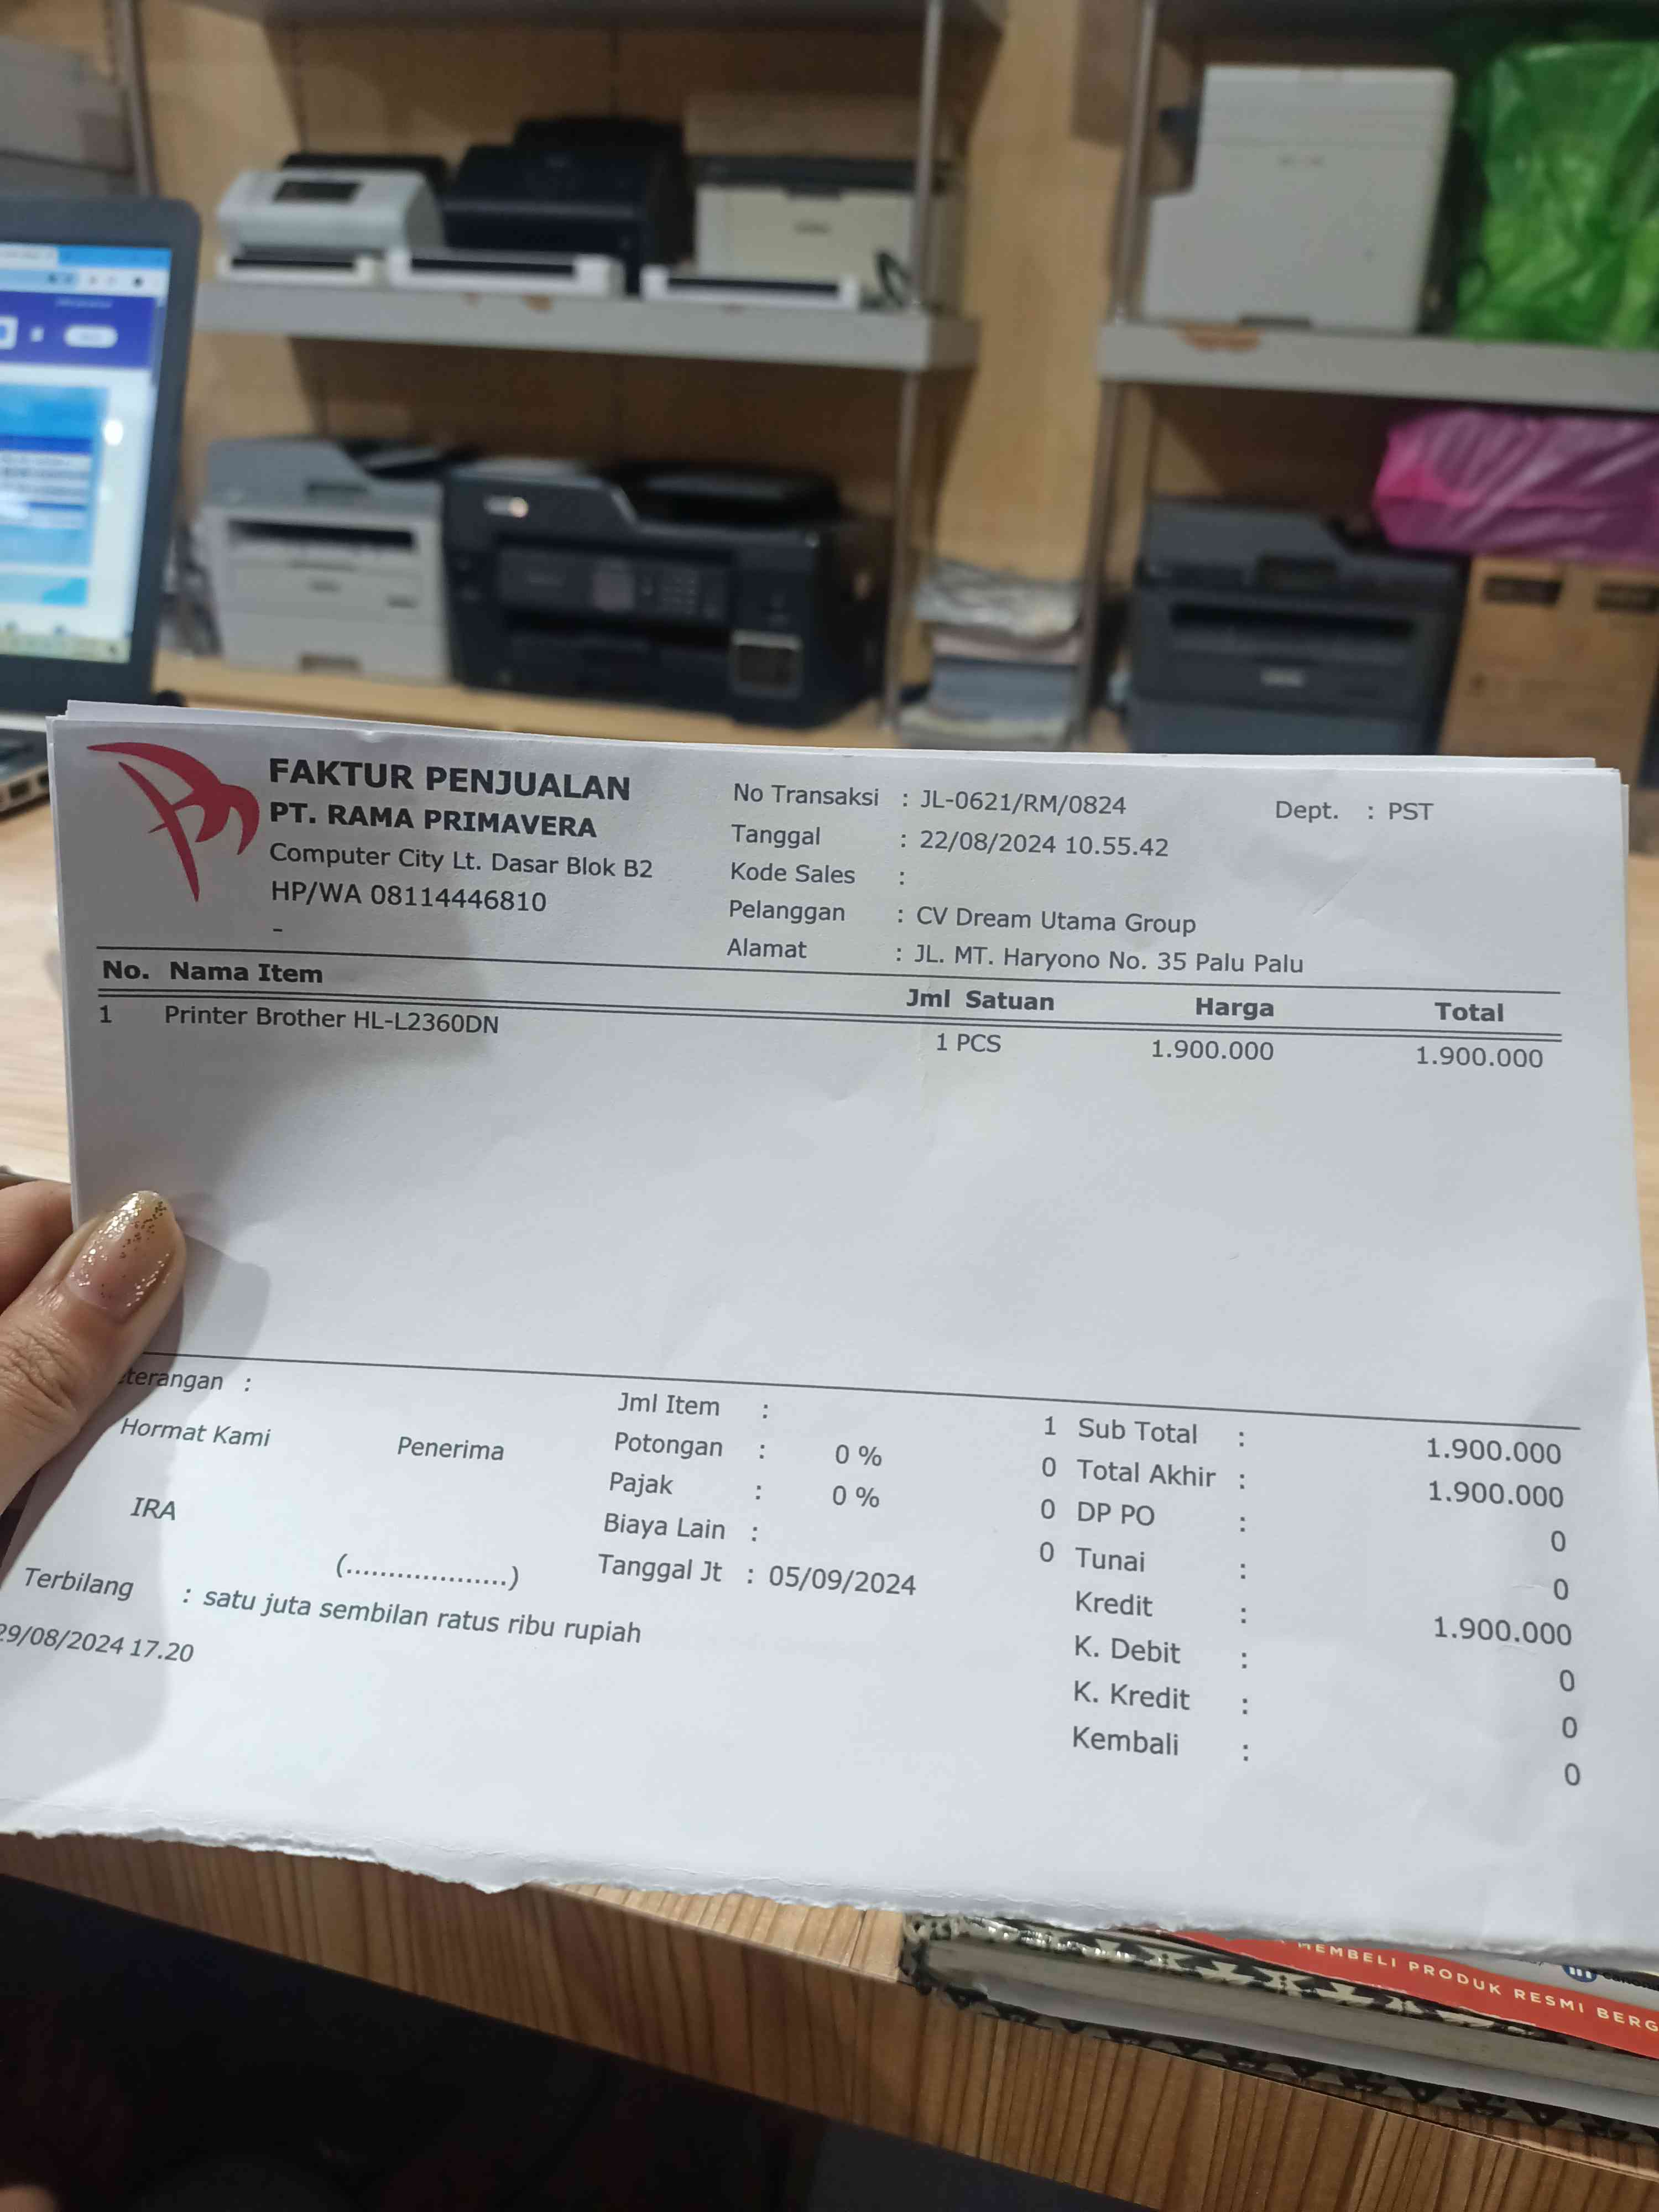 FAKTUR PENJUALAN
PT. RAMA PRIMAVERA
Computer City Lt. Dasar Blok B2
HP/WA 08114446810
-
No Transaksi : JL-0621/RM/0824
Dept. : PST
Tanggal : 22/08/2024 10.55.42
Kode Sales :
Pelanggan : CV Dream Utama Group
Alamat : JL. MT. Haryono No. 35 Palu Palu
No. Nama Item Jml Satuan Harga Total
1 Printer Brother HL-L2360DN 1 PCS 1.900.000 1.900.000
terangan :
Hormat Kami
Penerima
IRA
(...................)
Jml Item : 1
Potongan : 0 % 0
Pajak : 0 % 0
Biaya Lain : 0
Tanggal Jt : 05/09/2024
Sub Total : 1.900.000
Total Akhir : 1.900.000
DP PO : 0
Tunai : 0
Kredit : 1.900.000
K. Debit : 0
K. Kredit : 0
Kembali : 0
Terbilang : satu juta sembilan ratus ribu rupiah
29/08/2024 17.20
MEMBELI PRODUK RESMI BERG